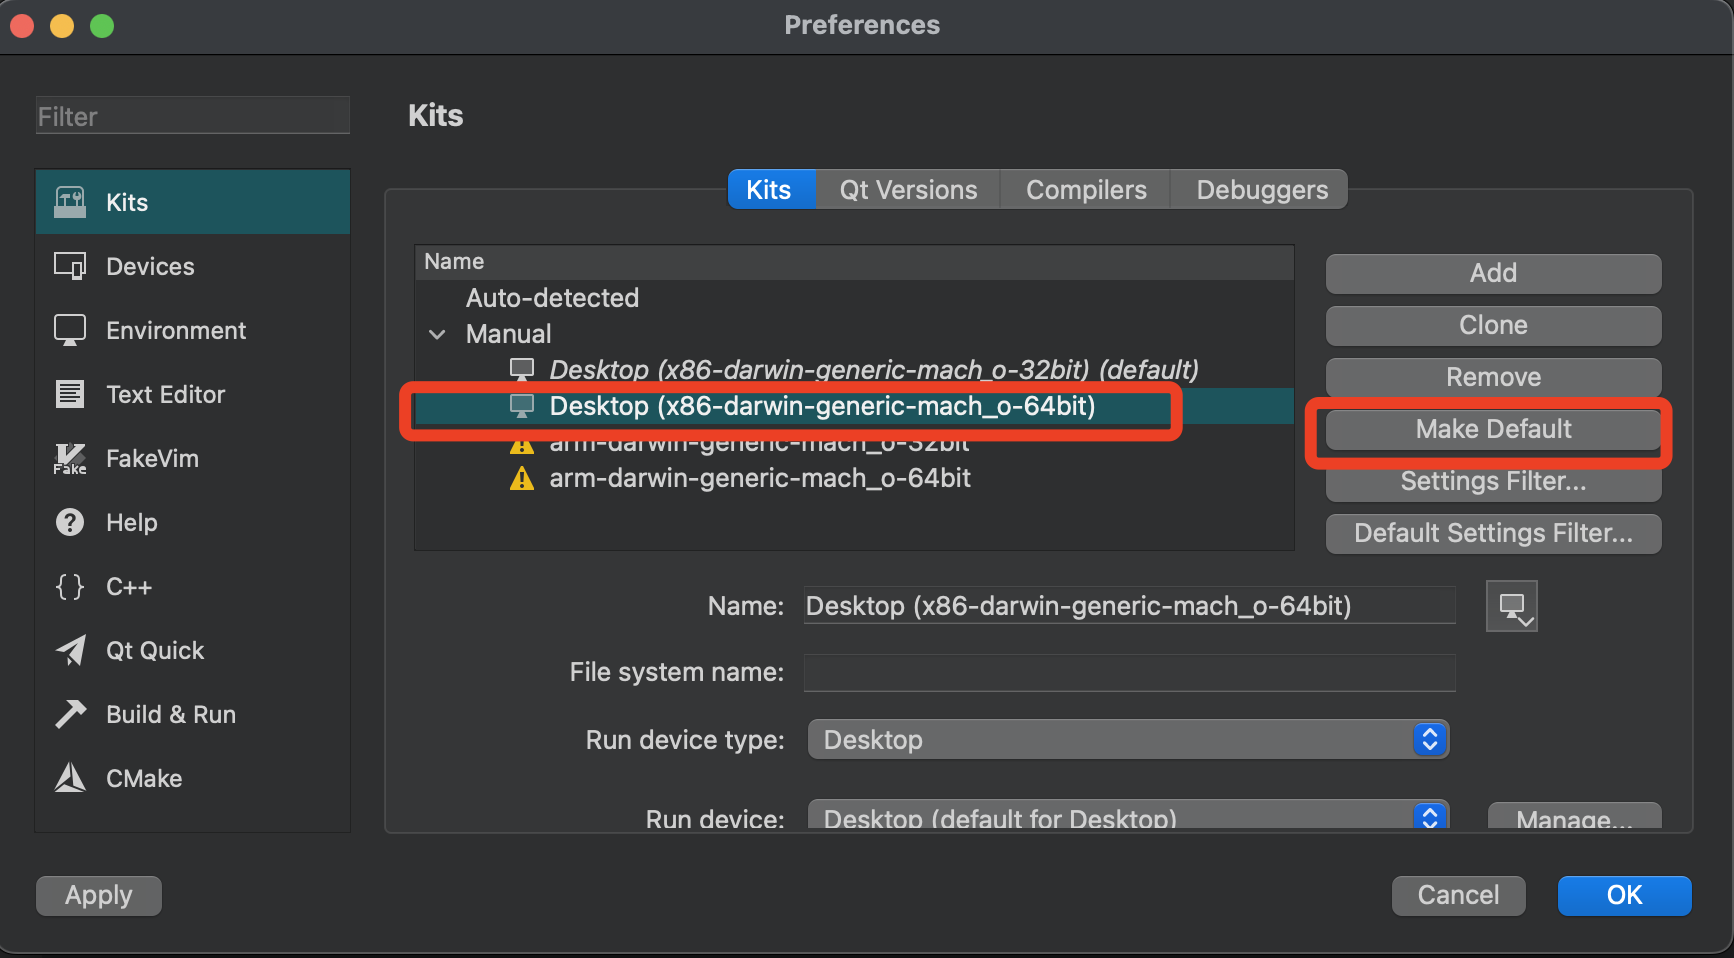 Preferences
Filter
Kits
Devices
Environment
Text Editor
FakeVim
Help
C++
Qt Quick
Build & Run
CMake
Kits
Kits Qt Versions Compilers Debuggers
Name
Auto-detected
Manual
Desktop (x86-darwin-generic-mach_o-32bit) (default)
Desktop (x86-darwin-generic-mach_o-64bit)
arm-darwin-generic-mach_o-32bit
arm-darwin-generic-mach_o-64bit
Add
Clone
Remove
Make Default
Settings Filter...
Default Settings Filter...
Name: Desktop (x86-darwin-generic-mach_o-64bit)
File system name:
Run device type: Desktop
Run device: Desktop (default for Desktop) Manage...
Apply Cancel OK